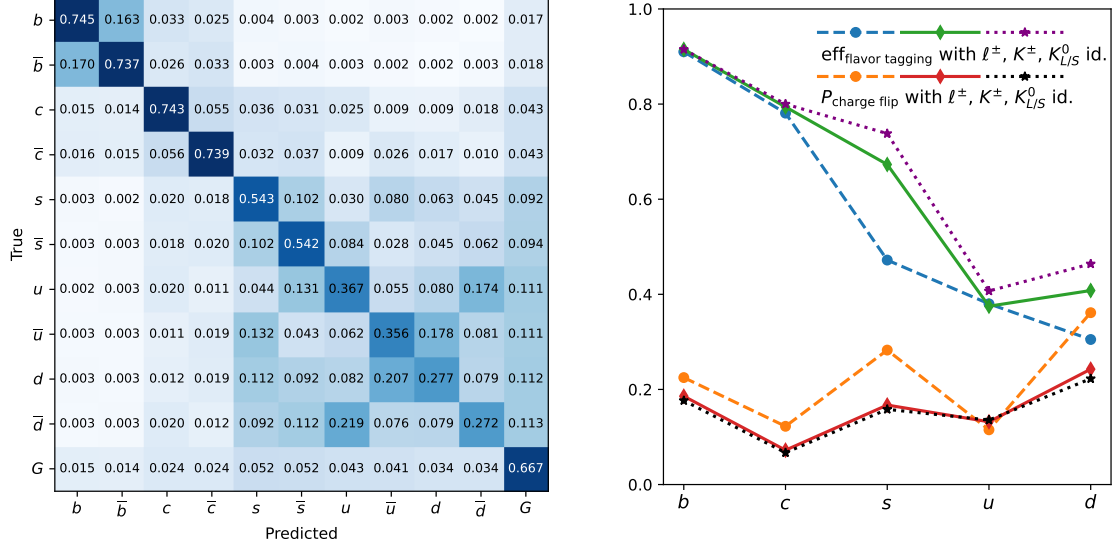 b 0.745 0.163 0.033 0.025 0.004 0.003 0.002 0.003 0.002 0.002 0.017
b̅ 0.170 0.737 0.026 0.033 0.003 0.004 0.003 0.002 0.002 0.003 0.018
c 0.015 0.014 0.743 0.055 0.036 0.031 0.025 0.009 0.009 0.018 0.043
c̅ 0.016 0.015 0.056 0.739 0.032 0.037 0.009 0.026 0.017 0.010 0.043
s 0.003 0.002 0.020 0.018 0.543 0.102 0.030 0.080 0.063 0.045 0.092
s̅ 0.003 0.003 0.018 0.020 0.102 0.542 0.084 0.028 0.045 0.062 0.094
True
u 0.002 0.003 0.020 0.011 0.044 0.131 0.367 0.055 0.080 0.174 0.111
u̅ 0.003 0.003 0.011 0.019 0.132 0.043 0.062 0.356 0.178 0.081 0.111
d 0.003 0.003 0.012 0.019 0.112 0.092 0.082 0.207 0.277 0.079 0.112
d̅ 0.003 0.003 0.020 0.012 0.092 0.112 0.219 0.076 0.079 0.272 0.113
G 0.015 0.014 0.024 0.024 0.052 0.052 0.043 0.041 0.034 0.034 0.667
b b̅ c c̅ s s̅ u u̅ d d̅ G
Predicted
1.0
0.8
0.6
0.4
0.2
0.0
eff_flavor tagging with ℓ±, K±, K⁰_L/S id.
P_charge flip with ℓ±, K±, K⁰_L/S id.
b c s u d